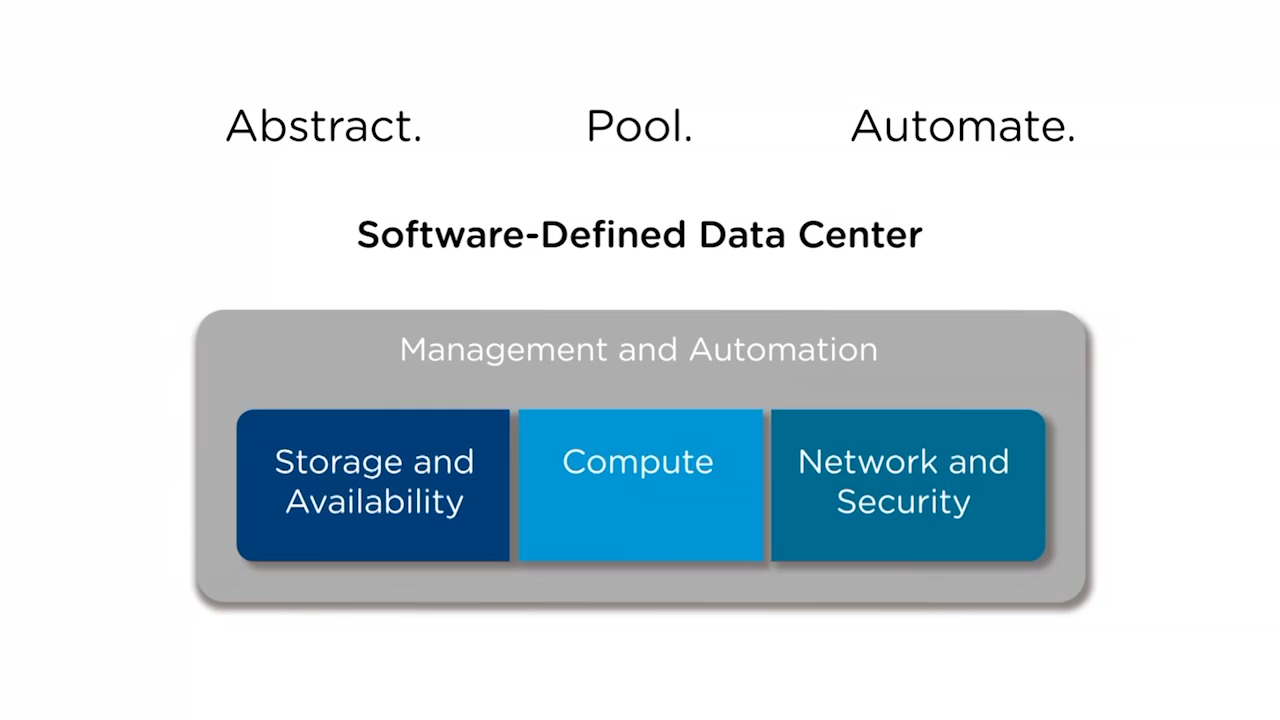 Abstract. Pool. Automate.
Software-Defined Data Center
Management and Automation
Storage and
Availability
Compute
Network and
Security